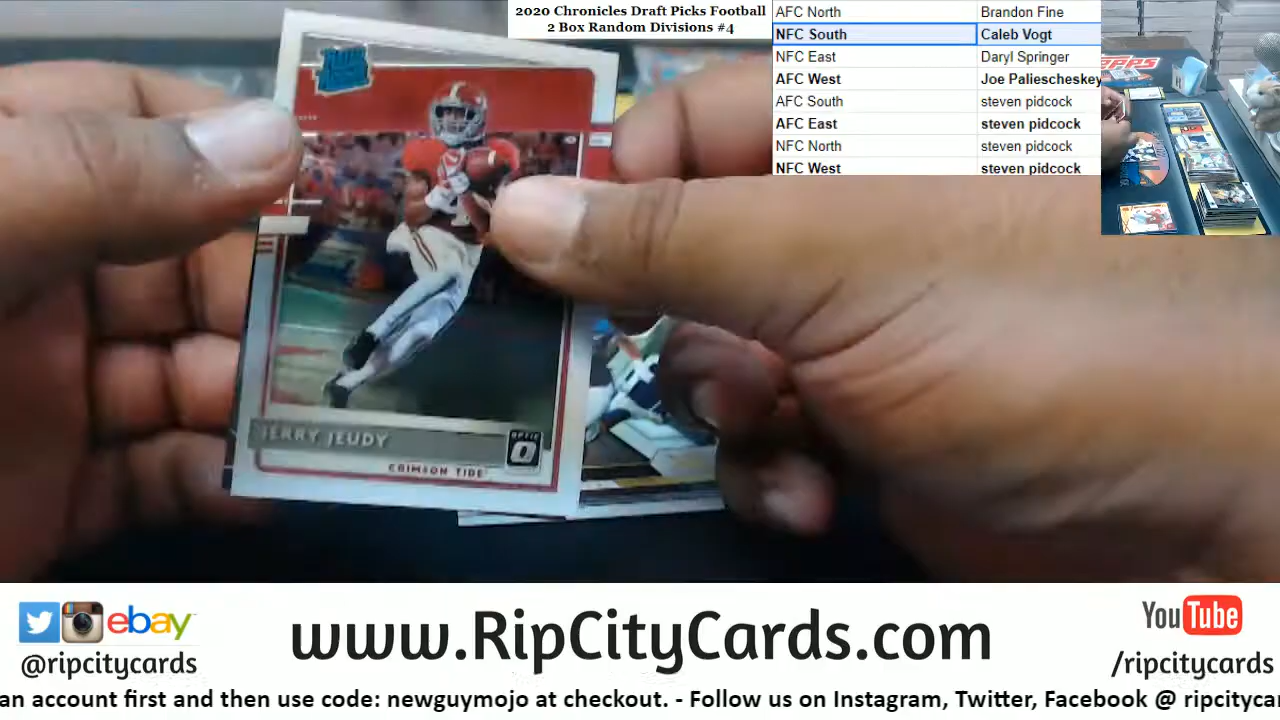 2020 Chronicles Draft Picks Football
2 Box Random Divisions #4
AFC North Brandon Fine
NFC South Caleb Vogt
NFC East Daryl Springer
AFC West Joe Paliescheskey
AFC South steven pidcock
AFC East steven pidcock
NFC North steven pidcock
NFC West steven pidcock
JERRY JEUDY
OPTIC
CRIMSON TIDE
ebay
@ripcitycards
www.RipCityCards.com
YouTube
/ripcitycards
an account first and then use code: newguymojo at checkout. - Follow us on Instagram, Twitter, Facebook @ ripcitycar